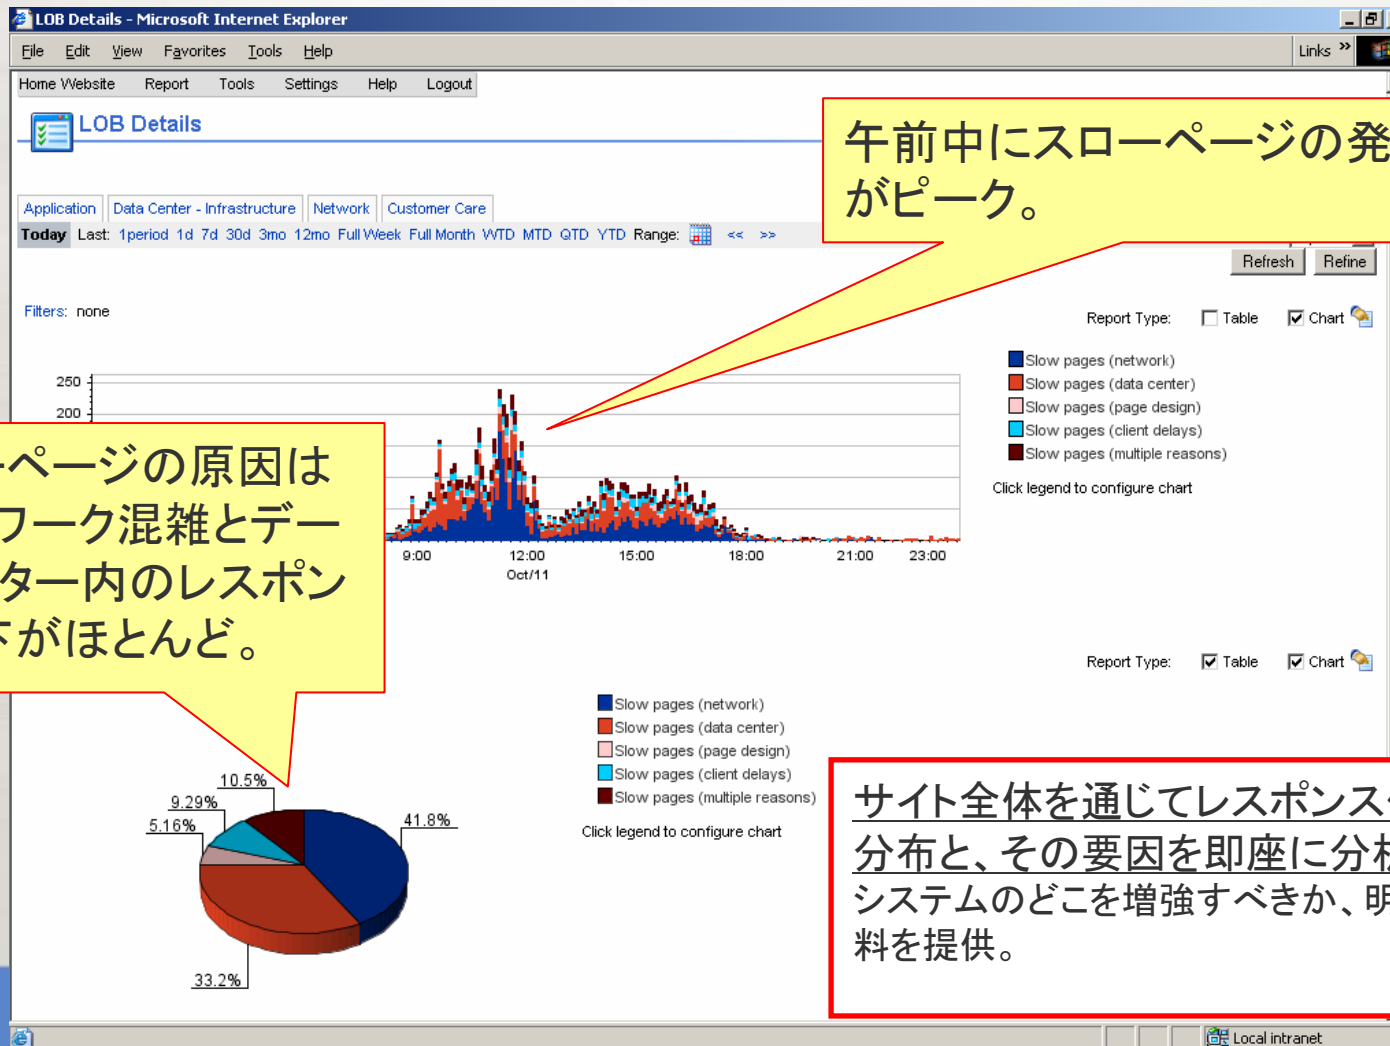 LOB Details - Microsoft Internet Explorer
File Edit View Favorites Tools Help
Links »
Home Website Report Tools Settings Help Logout
LOB Details
午前中にスローページの発
がピーク。
Application Data Center - Infrastructure Network Customer Care
Today Last: 1period 1d 7d 30d 3mo 12mo Full Week Full Month WTD MTD QTD YTD Range: << >>
Refresh Refine
Filters: none
Report Type: Table Chart
Slow pages (network)
Slow pages (data center)
Slow pages (page design)
Slow pages (client delays)
Slow pages (multiple reasons)
Click legend to configure chart
250
200
9:00 12:00 15:00 18:00 21:00 23:00
Oct/11
ーページの原因は
ワーク混雑とデー
ター内のレスポン
下がほとんど。
Report Type: Table Chart
Slow pages (network)
Slow pages (data center)
Slow pages (page design)
Slow pages (client delays)
Slow pages (multiple reasons)
Click legend to configure chart
10.5%
9.29%
5.16%
41.8%
33.2%
サイト全体を通じてレスポンス
分布と、その要因を即座に分析
システムのどこを増強すべきか、明
料を提供。
Local intranet